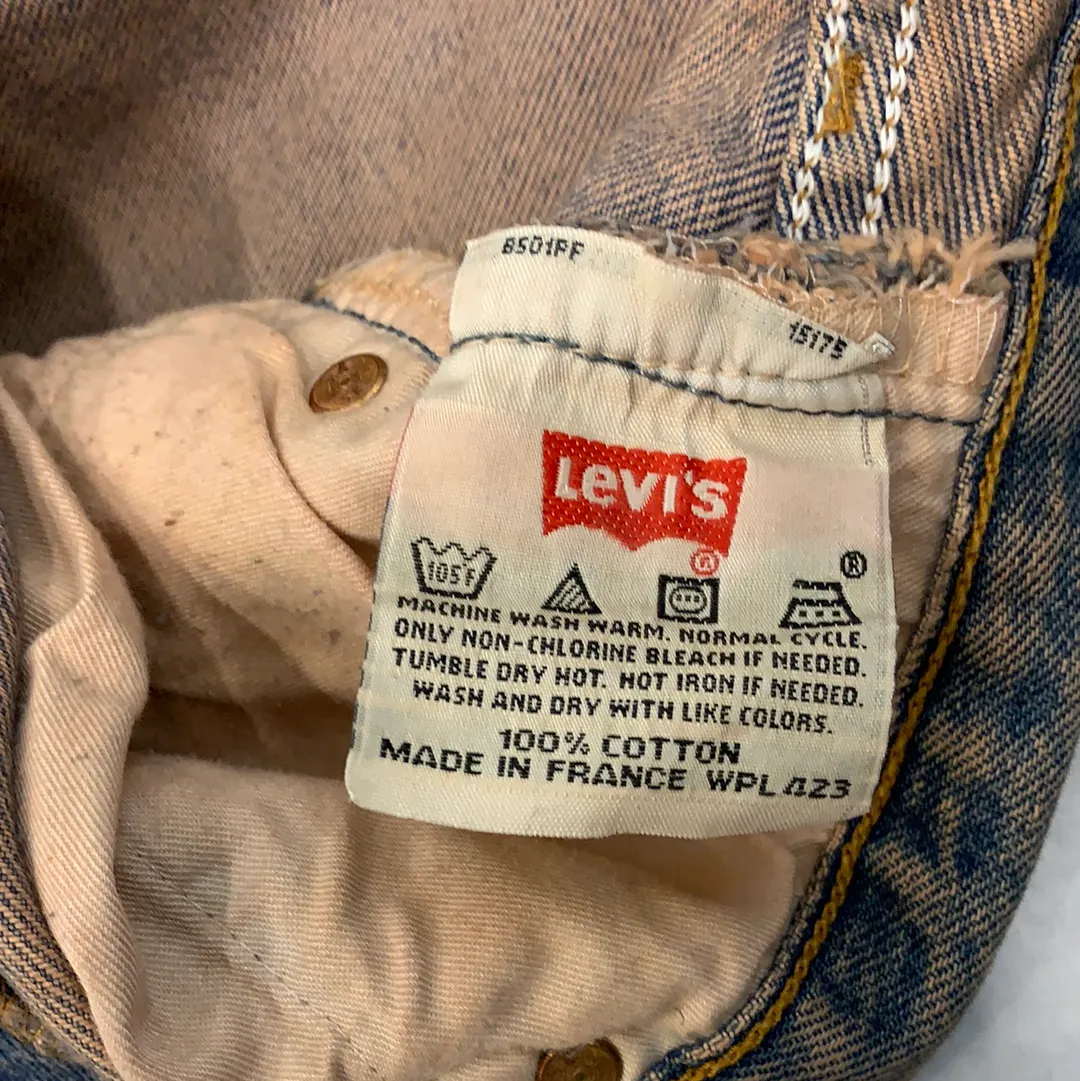 8501FF
15175
Levi's
®
105F
®
MACHINE WASH WARM. NORMAL CYCLE.
ONLY NON-CHLORINE BLEACH IF NEEDED.
TUMBLE DRY HOT. HOT IRON IF NEEDED.
WASH AND DRY WITH LIKE COLORS.
100% COTTON
MADE IN FRANCE WPL 423